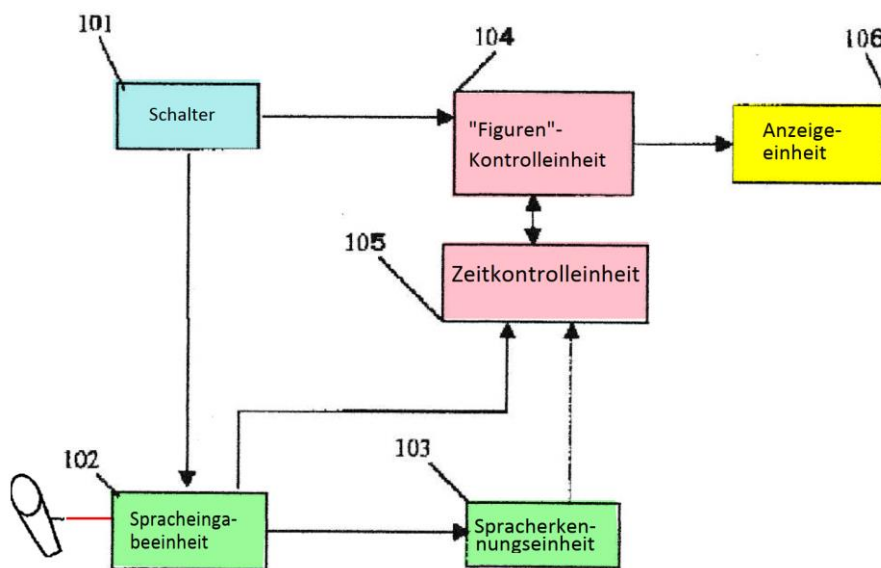 101
104
106
Schalter
"Figuren"-
Kontrolleinheit
Anzeige-
einheit
105
Zeitkontrolleinheit
102
103
Spracheinga-
beeinheit
Spracherken-
nungseinheit